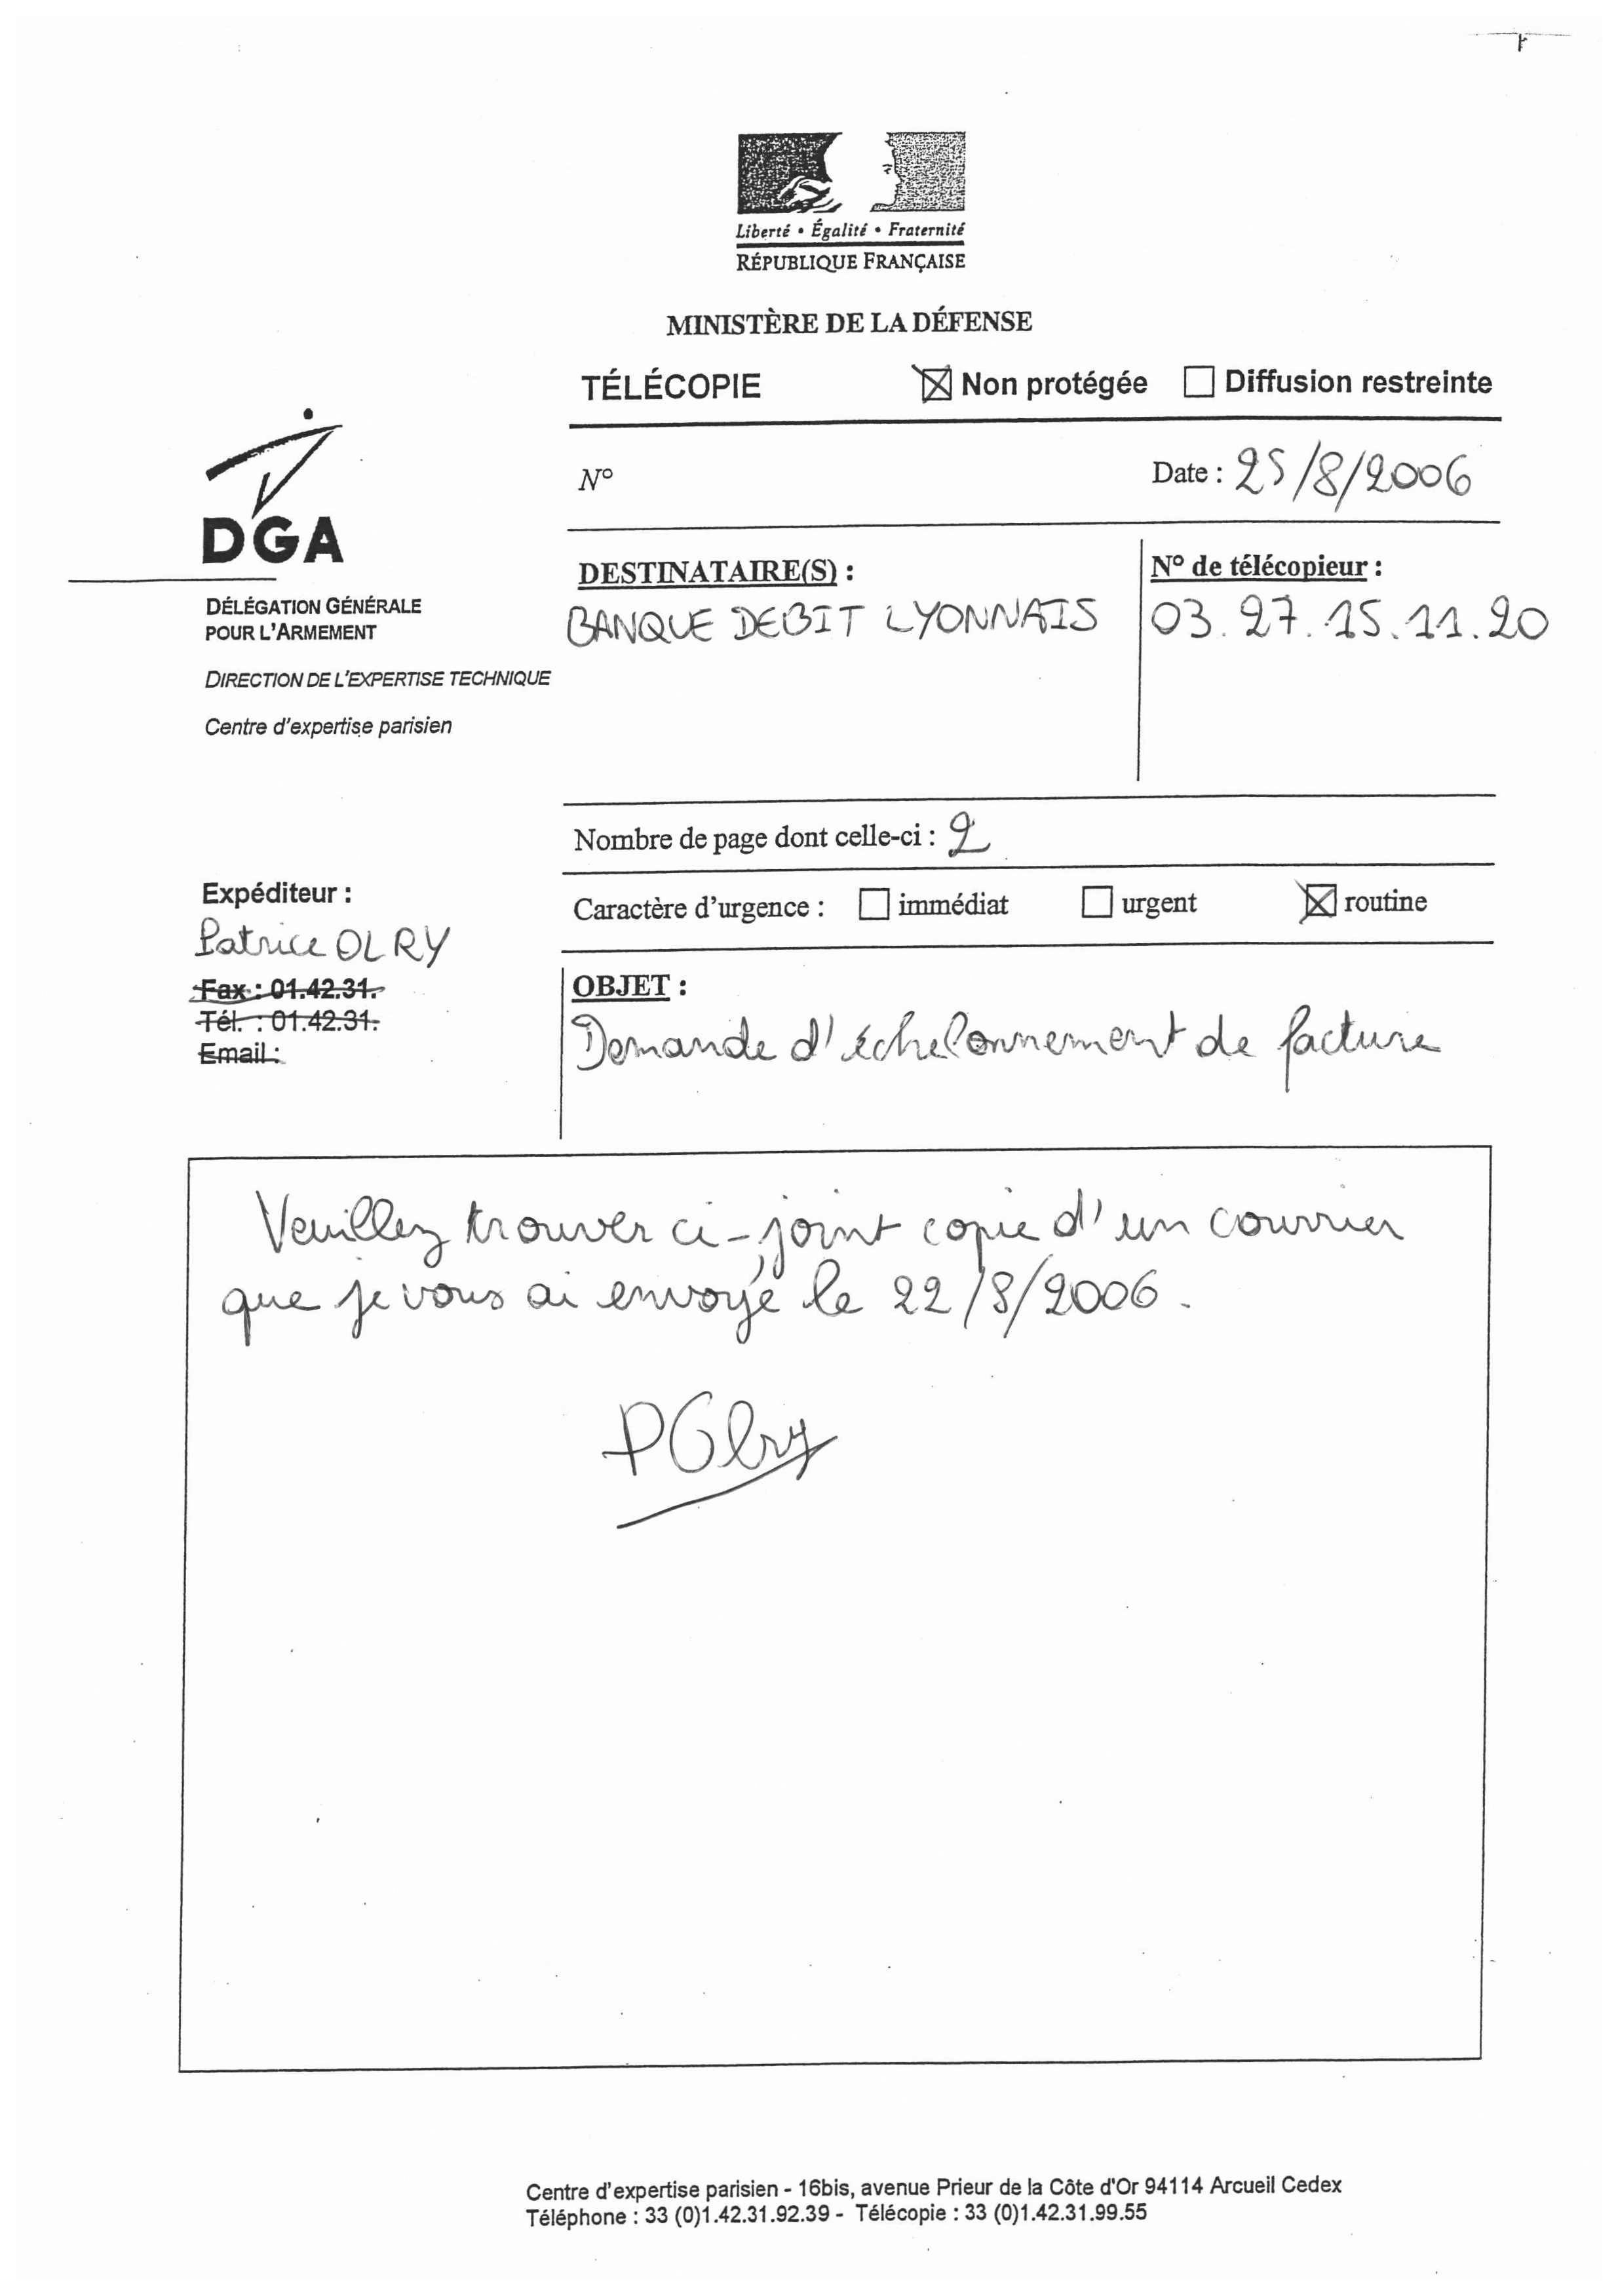 Liberté • Égalité • Fraternité
RÉPUBLIQUE FRANÇAISE
MINISTÈRE DE LA DÉFENSE
TÉLÉCOPIE ☒ Non protégée ☐ Diffusion restreinte
DGA
DÉLÉGATION GÉNÉRALE
POUR L'ARMEMENT
DIRECTION DE L'EXPERTISE TECHNIQUE
Centre d'expertise parisien
N° Date : 25/8/2006
DESTINATAIRE(S) :
BANQUE DEBIT LYONNAIS
N° de télécopieur :
03.27.15.11.20
Nombre de page dont celle-ci : 2
Caractère d'urgence : ☐ immédiat ☐ urgent ☒ routine
Expéditeur :
Patrice OLRY
Fax : 01.42.31.
Tél. : 01.42.31.
Email :
OBJET :
Demande d'échelonnement de facture
Veuillez trouver ci-joint copie d'un courrier
que je vous ai envoyé le 22/8/2006.
POlry
Centre d'expertise parisien - 16bis, avenue Prieur de la Côte d'Or 94114 Arcueil Cedex
Téléphone : 33 (0)1.42.31.92.39 - Télécopie : 33 (0)1.42.31.99.55